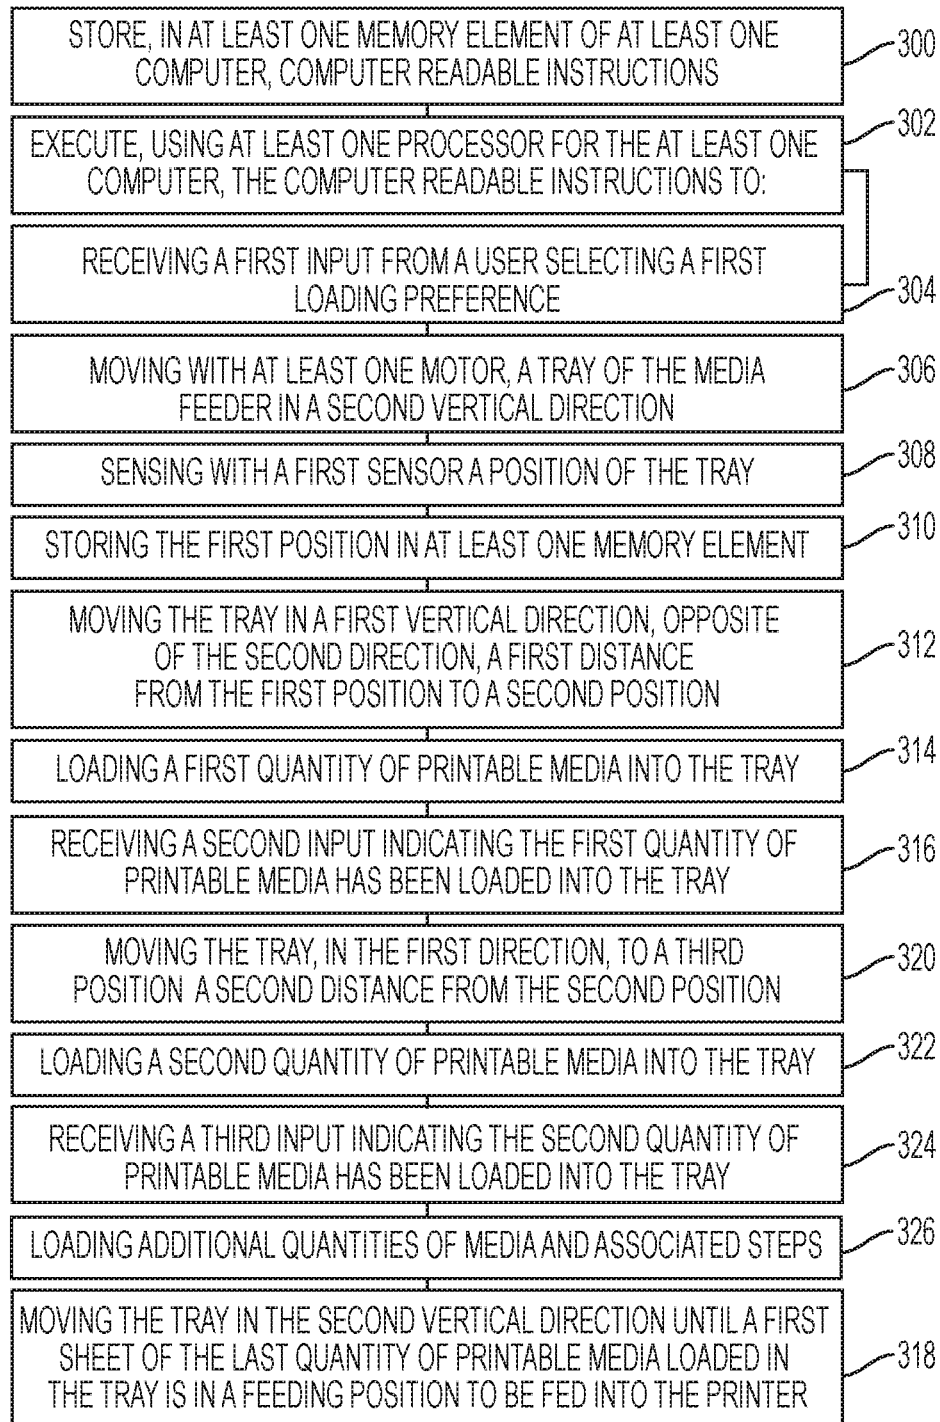 STORE, IN AT LEAST ONE MEMORY ELEMENT OF AT LEAST ONE
COMPUTER, COMPUTER READABLE INSTRUCTIONS
300
EXECUTE, USING AT LEAST ONE PROCESSOR FOR THE AT LEAST ONE
COMPUTER, THE COMPUTER READABLE INSTRUCTIONS TO:
302
RECEIVING A FIRST INPUT FROM A USER SELECTING A FIRST
LOADING PREFERENCE
304
MOVING WITH AT LEAST ONE MOTOR, A TRAY OF THE MEDIA
FEEDER IN A SECOND VERTICAL DIRECTION
306
SENSING WITH A FIRST SENSOR A POSITION OF THE TRAY
308
STORING THE FIRST POSITION IN AT LEAST ONE MEMORY ELEMENT
310
MOVING THE TRAY IN A FIRST VERTICAL DIRECTION, OPPOSITE
OF THE SECOND DIRECTION, A FIRST DISTANCE
FROM THE FIRST POSITION TO A SECOND POSITION
312
LOADING A FIRST QUANTITY OF PRINTABLE MEDIA INTO THE TRAY
314
RECEIVING A SECOND INPUT INDICATING THE FIRST QUANTITY OF
PRINTABLE MEDIA HAS BEEN LOADED INTO THE TRAY
316
MOVING THE TRAY, IN THE FIRST DIRECTION, TO A THIRD
POSITION A SECOND DISTANCE FROM THE SECOND POSITION
320
LOADING A SECOND QUANTITY OF PRINTABLE MEDIA INTO THE TRAY
322
RECEIVING A THIRD INPUT INDICATING THE SECOND QUANTITY OF
PRINTABLE MEDIA HAS BEEN LOADED INTO THE TRAY
324
LOADING ADDITIONAL QUANTITIES OF MEDIA AND ASSOCIATED STEPS
326
MOVING THE TRAY IN THE SECOND VERTICAL DIRECTION UNTIL A FIRST
SHEET OF THE LAST QUANTITY OF PRINTABLE MEDIA LOADED IN
THE TRAY IS IN A FEEDING POSITION TO BE FED INTO THE PRINTER
318